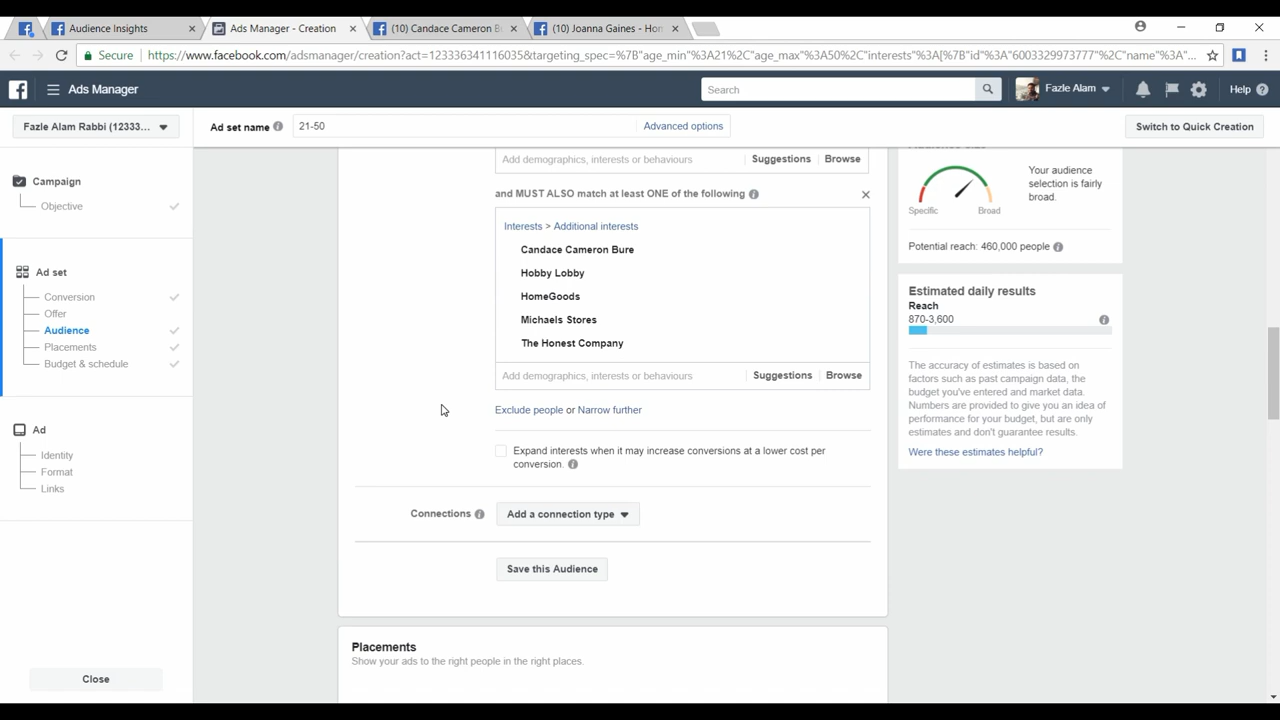 Audience Insights
Ads Manager - Creation
(10) Candace Cameron B
(10) Joanna Gaines - Hon
Secure
https://www.facebook.com/adsmanager/creation?act=123336341116035&targeting_spec=%7B"age_min"%3A21%2C"age_max"%3A50%2C"interests"%3A[%7B"id"%3A"6003329973777"%2C"name"%3A"...
Ads Manager
Search
Fazle Alam
Help
Fazle Alam Rabbi (12333...
Ad set name
21-50
Advanced options
Switch to Quick Creation
Campaign
Objective
Ad set
Conversion
Offer
Audience
Placements
Budget & schedule
Ad
Identity
Format
Links
Close
Add demographics, interests or behaviours
Suggestions
Browse
and MUST ALSO match at least ONE of the following
Interests > Additional interests
Candace Cameron Bure
Hobby Lobby
HomeGoods
Michaels Stores
The Honest Company
Add demographics, interests or behaviours
Suggestions
Browse
Exclude people or Narrow further
Expand interests when it may increase conversions at a lower cost per
conversion.
Connections
Add a connection type
Save this Audience
Placements
Show your ads to the right people in the right places.
Specific
Broad
Your audience
selection is fairly
broad.
Potential reach: 460,000 people
Estimated daily results
Reach
870-3,600
The accuracy of estimates is based on
factors such as past campaign data, the
budget you've entered and market data.
Numbers are provided to give you an idea of
performance for your budget, but are only
estimates and don't guarantee results.
Were these estimates helpful?